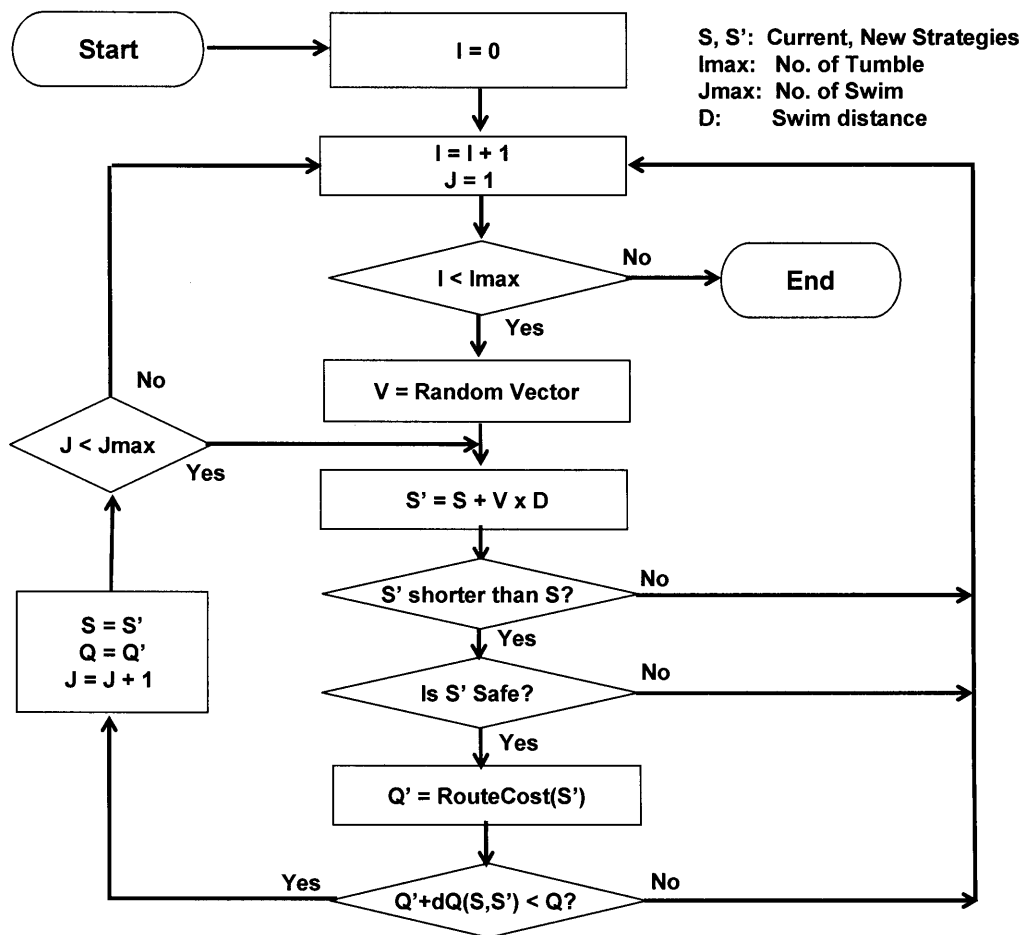 Start
I = 0
S, S': Current, New Strategies
Imax: No. of Tumble
Jmax: No. of Swim
D: Swim distance
I = I + 1
J = 1
I < Imax
No
End
Yes
V = Random Vector
No
J < Jmax
Yes
S' = S + V x D
S' shorter than S?
No
Yes
S = S'
Q = Q'
J = J + 1
Is S' Safe?
No
Yes
Q' = RouteCost(S')
Q'+dQ(S,S') < Q?
Yes
No